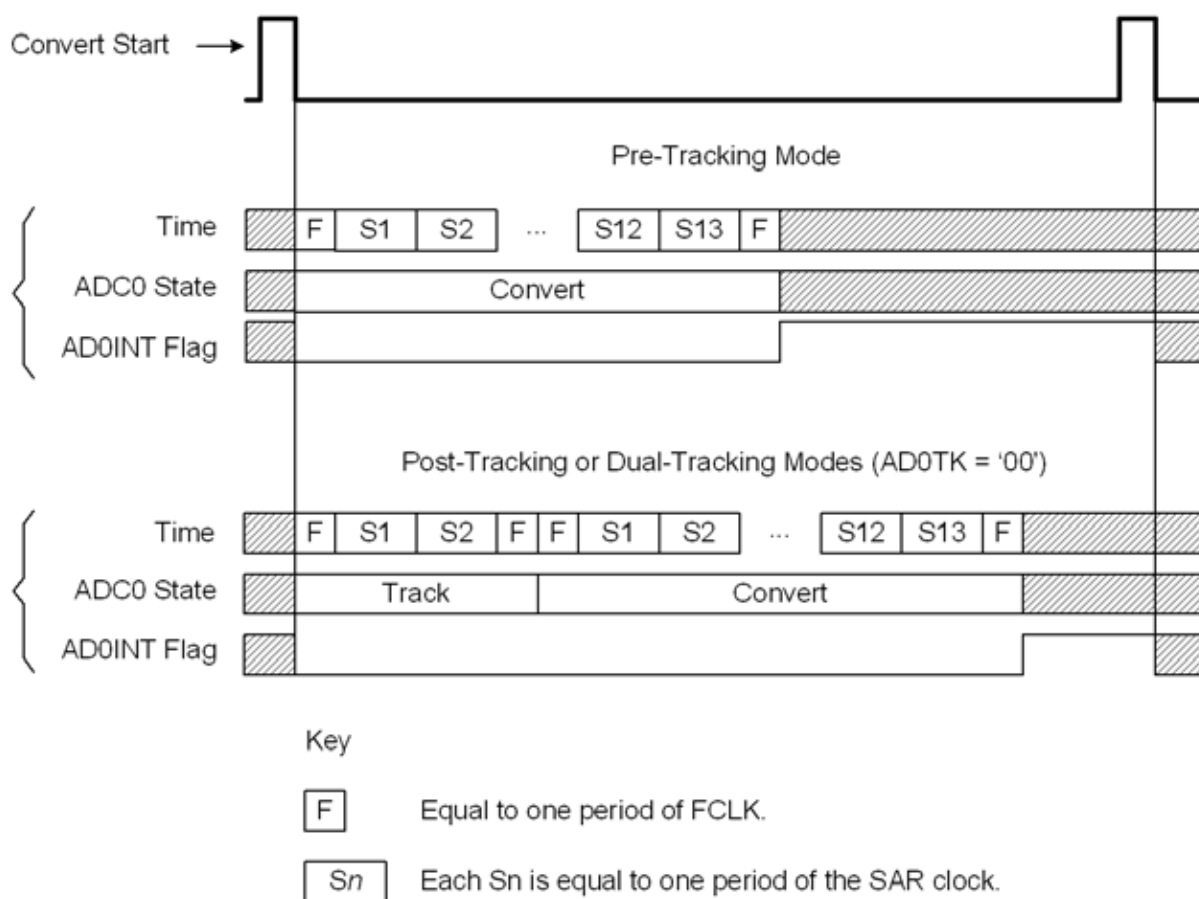 Convert Start
Pre-Tracking Mode
Time F S1 S2 ... S12 S13 F
ADC0 State Convert
AD0INT Flag
Post-Tracking or Dual-Tracking Modes (AD0TK = ‘00’)
Time F S1 S2 F F S1 S2 ... S12 S13 F
ADC0 State Track Convert
AD0INT Flag
Key
F Equal to one period of FCLK.
Sn Each Sn is equal to one period of the SAR clock.